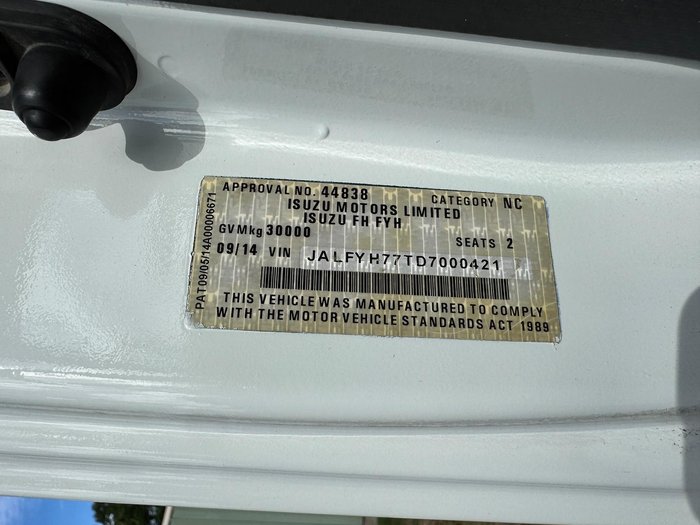 APPROVAL NO. 44838 CATEGORY NC
ISUZU MOTORS LIMITED
ISUZU FH FYH
GVMkg 30000 SEATS 2
09/14 VIN JALFYH77TD7000421
THIS VEHICLE WAS MANUFACTURED TO COMPLY
WITH THE MOTOR VEHICLE STANDARDS ACT 1989
PAT09/05/14A00006671